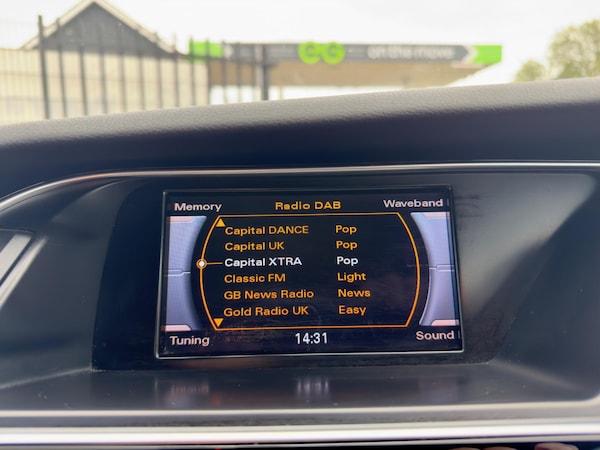 EG on the move
Memory Radio DAB Waveband
Capital DANCE Pop
Capital UK Pop
Capital XTRA Pop
Classic FM Light
GB News Radio News
Gold Radio UK Easy
Tuning 14:31 Sound